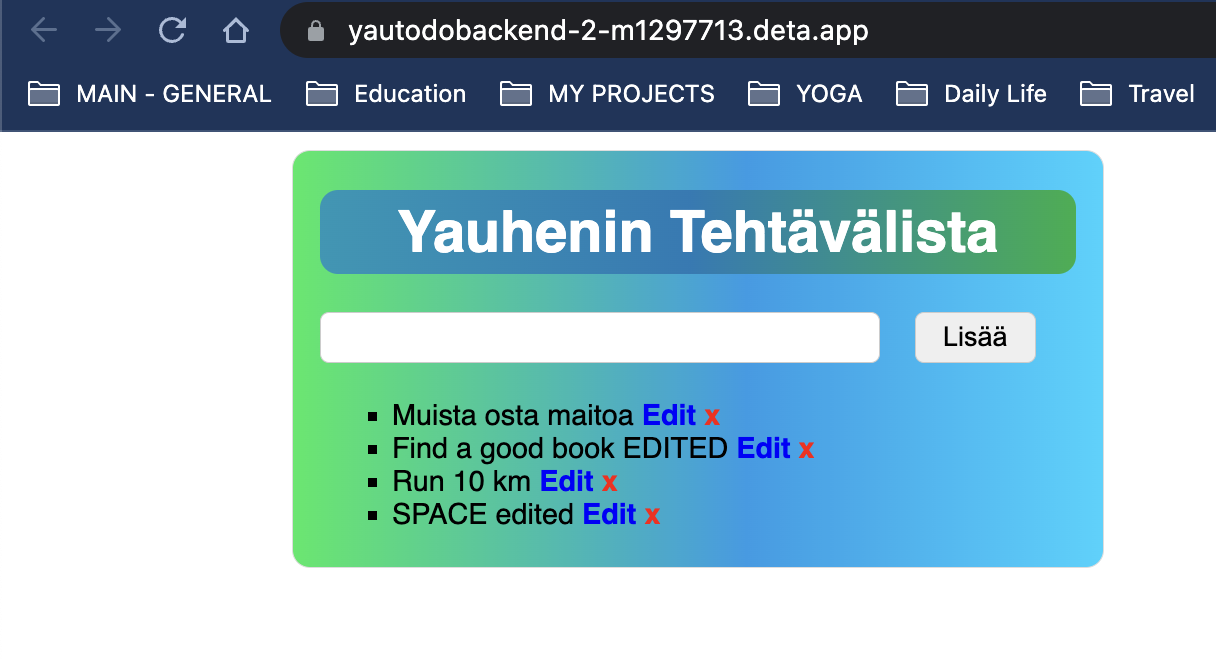 yautodobackend-2-m1297713.deta.app
MAIN - GENERAL Education MY PROJECTS YOGA Daily Life Travel
Yauhenin Tehtävälista
Lisää
Muista osta maitoa Edit x
Find a good book EDITED Edit x
Run 10 km Edit x
SPACE edited Edit x